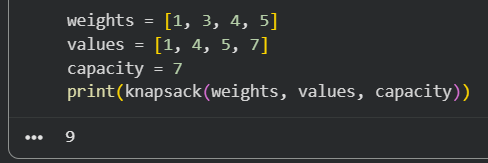 weights = [1, 3, 4, 5]
values = [1, 4, 5, 7]
capacity = 7
print(knapsack(weights, values, capacity))
••• 9